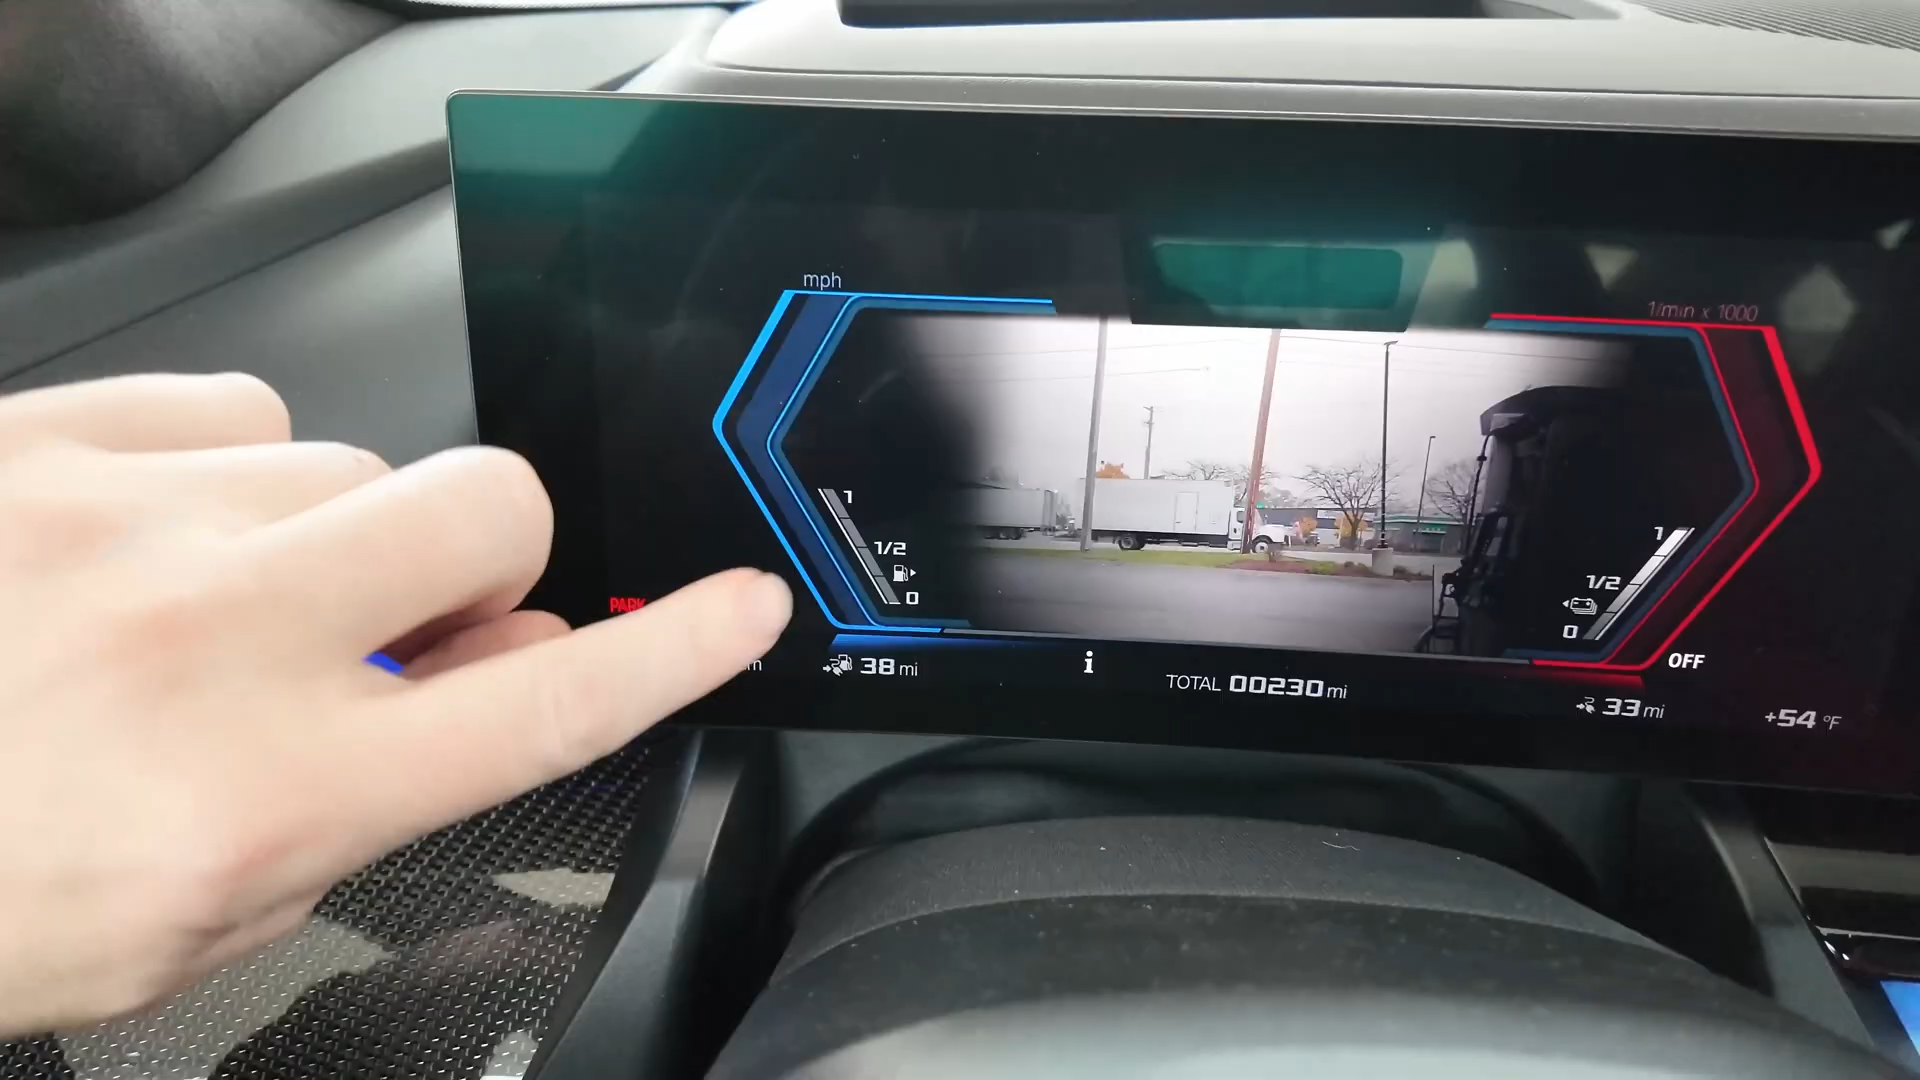 mph
1/min x 1000
1
1/2
0
1
1/2
0
PARK
38 mi
i
TOTAL 00230 mi
OFF
33 mi
+54 °F